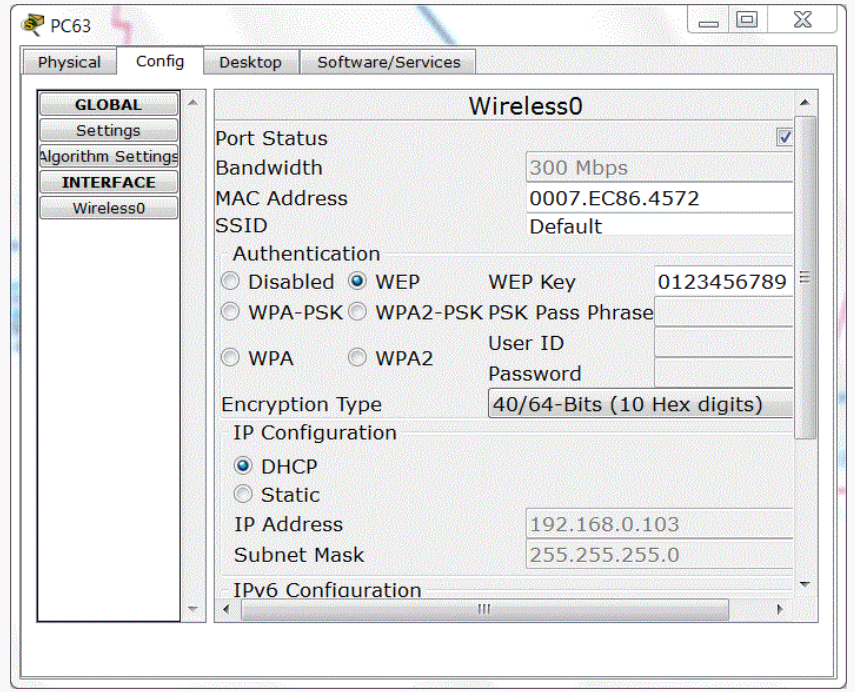 PC63
Physical Config Desktop Software/Services
GLOBAL
Settings
Algorithm Settings
INTERFACE
Wireless0
Wireless0
Port Status
Bandwidth 300 Mbps
MAC Address 0007.EC86.4572
SSID Default
Authentication
Disabled WEP WEP Key 0123456789
WPA-PSK WPA2-PSK PSK Pass Phrase
User ID
WPA WPA2
Password
Encryption Type 40/64-Bits (10 Hex digits)
IP Configuration
DHCP
Static
IP Address 192.168.0.103
Subnet Mask 255.255.255.0
IPv6 Configuration